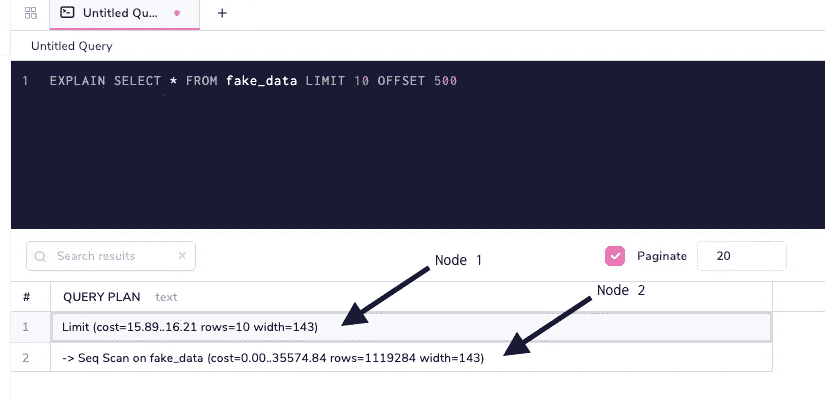 Untitled Qu...
+
Untitled Query
1 EXPLAIN SELECT * FROM fake_data LIMIT 10 OFFSET 500
Search results
Paginate 20
Node 1
Node 2
# QUERY PLAN text
1 Limit (cost=15.89..16.21 rows=10 width=143)
2 -> Seq Scan on fake_data (cost=0.00..35574.84 rows=1119284 width=143)